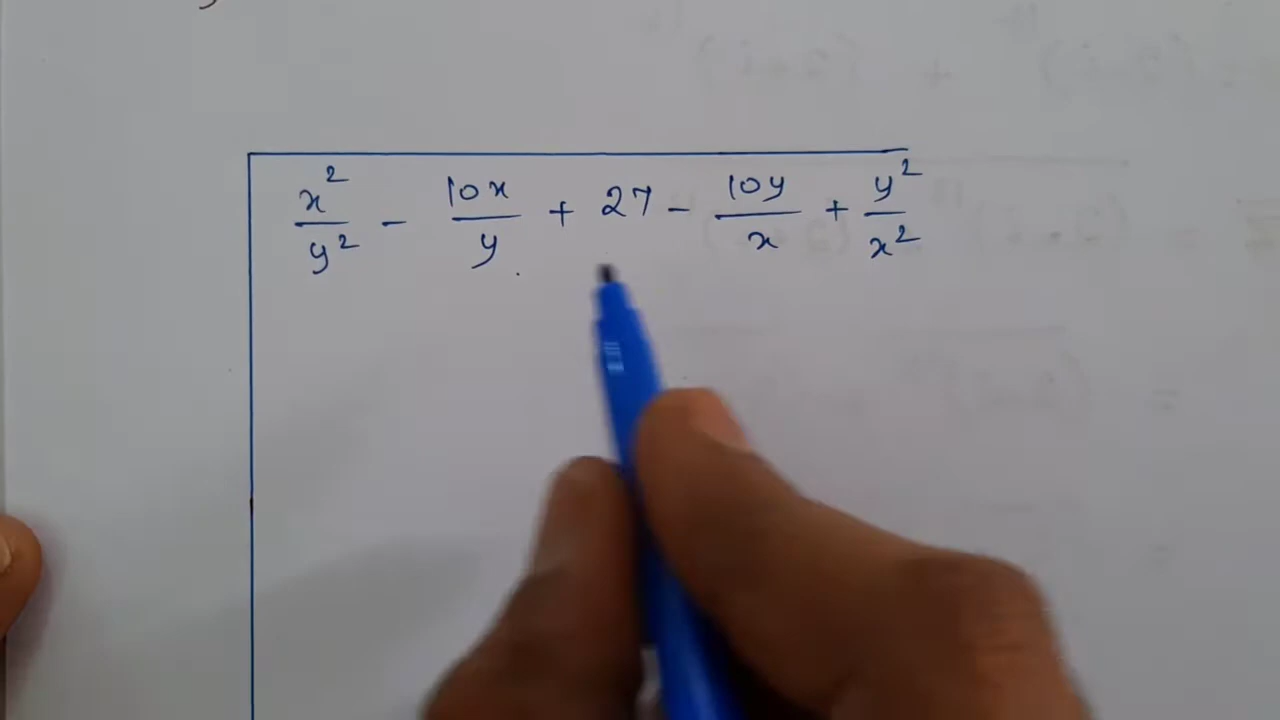 x²/y² - 10x/y + 27 - 10y/x + y²/x²